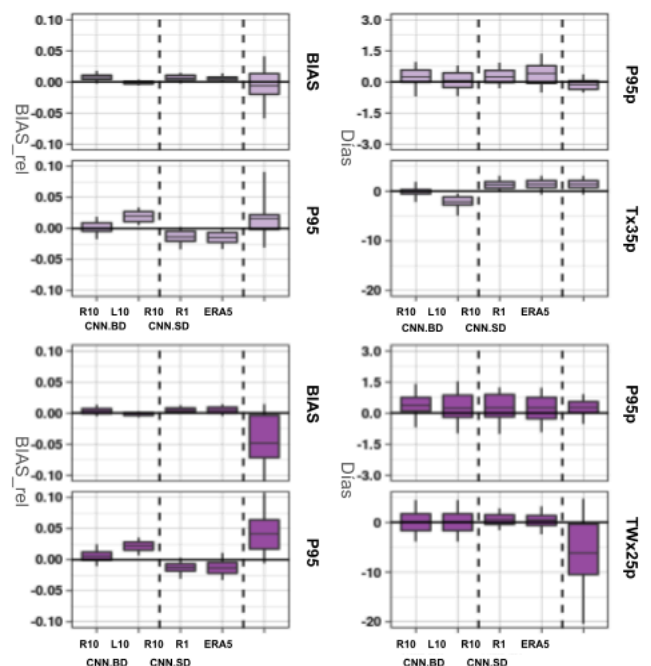 0.10
0.05
0.00
-0.05
-0.10
BIAS
3.0
1.5
0.0
-1.5
-3.0
P95p
BIAS_rel
Días
0.10
0.05
0.00
-0.05
-0.10
P95
0
-10
-20
Tx35p
R10 L10 R10 R1 ERA5
CNN.BD CNN.SD
R10 L10 R10 R1 ERA5
CNN.BD CNN.SD
0.10
0.05
0.00
-0.05
-0.10
BIAS
3.0
1.5
0.0
-1.5
-3.0
P95p
BIAS_rel
Días
0.10
0.05
0.00
-0.05
-0.10
P95
0
-10
-20
TWx25p
R10 L10 R10 R1 ERA5
CNN.BD CNN.SD
R10 L10 R10 R1 ERA5
CNN.BD CNN.SD